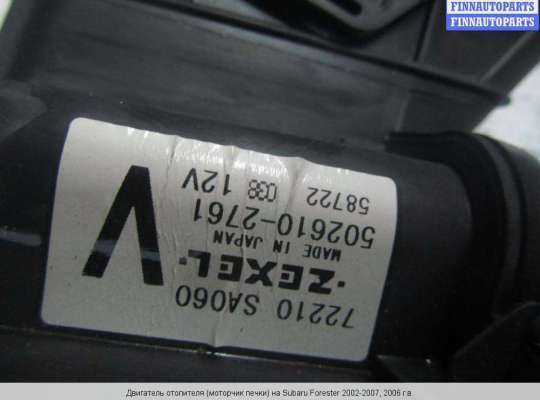 FINNAUTOPARTS
FINNAUTOPARTS
72210 SA060
ZEXEL
MADE IN JAPAN
502610-2761
58722 038 12V
V
Двигатель отопителя (моторчик печки) на Subaru Forester 2002-2007, 2006 г.в.